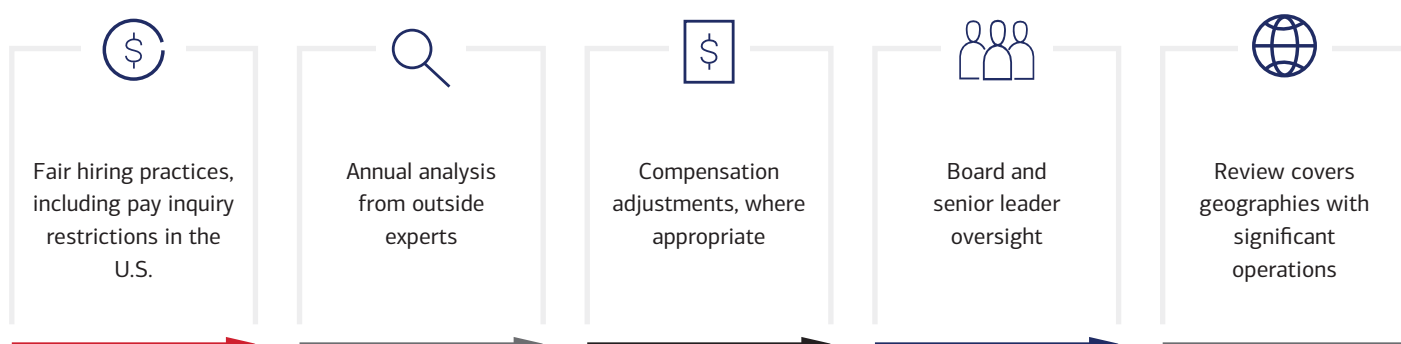 $
Fair hiring practices,
including pay inquiry
restrictions in the
U.S.
Annual analysis
from outside
experts
$
Compensation
adjustments, where
appropriate
Board and
senior leader
oversight
Review covers
geographies with
significant
operations